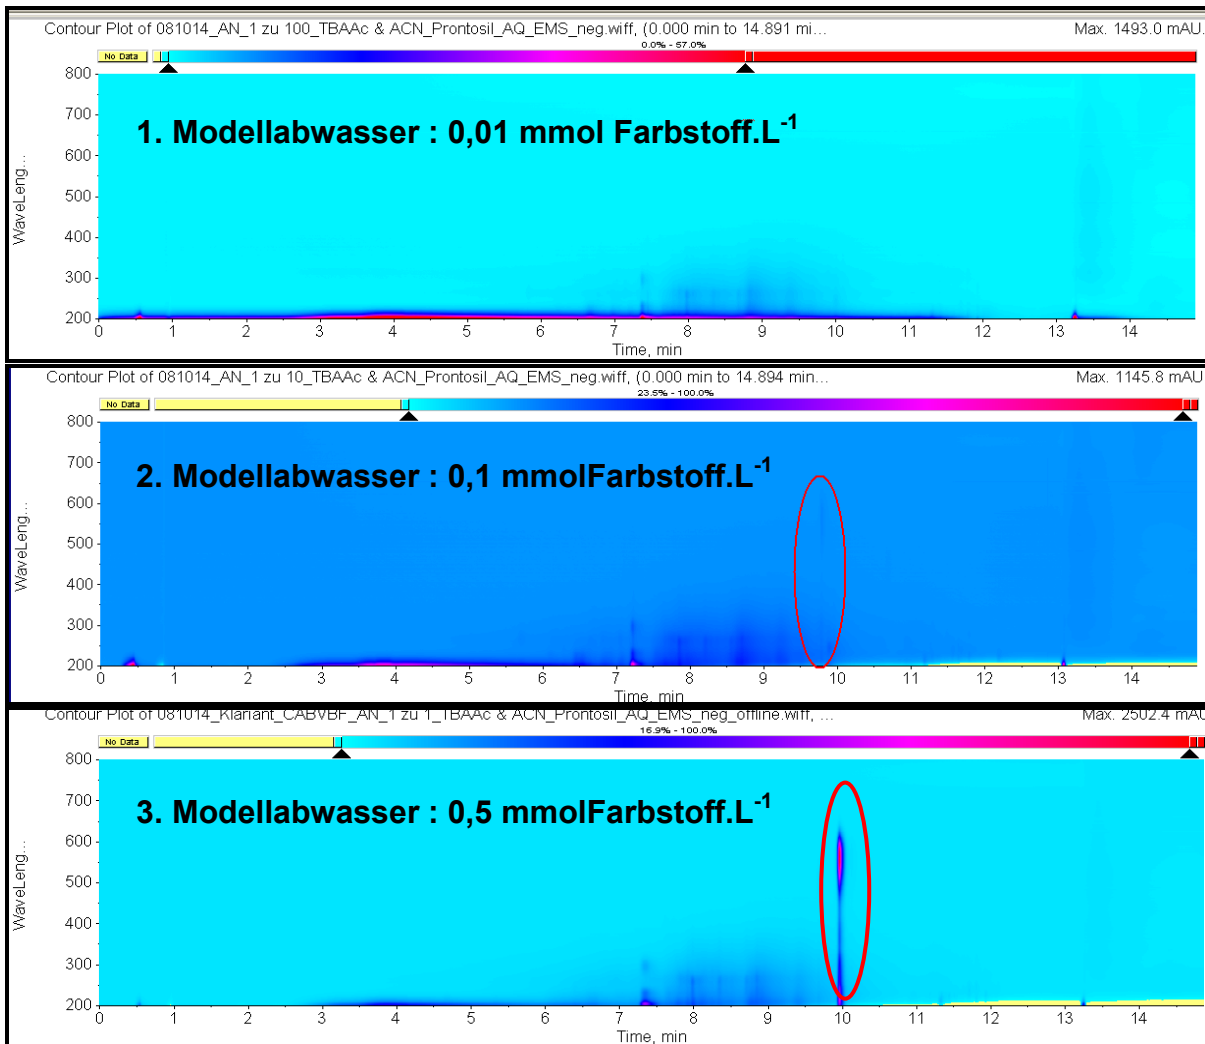 Contour Plot of 081014_AN_1 zu 100_TBAAc & ACN_Prontosil_AQ_EMS_neg.wiff, (0.000 min to 14.891 mi... Max. 1493.0 mAU.
0.0% - 57.0%
No Data
1. Modellabwasser : 0,01 mmol Farbstoff.L-1
WaveLeng...
800
700
600
500
400
300
200
0 1 2 3 4 5 6 7 8 9 10 11 12 13 14
Time, min
Contour Plot of 081014_AN_1 zu 10_TBAAc & ACN_Prontosil_AQ_EMS_neg.wiff, (0.000 min to 14.894 min... Max. 1145.8 mAU
23.5% - 100.0%
No Data
2. Modellabwasser : 0,1 mmolFarbstoff.L-1
WaveLeng...
800
700
600
500
400
300
200
0 1 2 3 4 5 6 7 8 9 10 11 12 13 14
Time, min
Contour Plot of 081014_Klariant_CABVBF_AN_1 zu 1_TBAAc & ACN_Prontosil_AQ_EMS_neg_offline.wiff, ... Max. 2502.4 mAU
16.9% - 100.0%
No Data
3. Modellabwasser : 0,5 mmolFarbstoff.L-1
WaveLeng...
800
700
600
500
400
300
200
0 1 2 3 4 5 6 7 8 9 10 11 12 13 14
Time, min